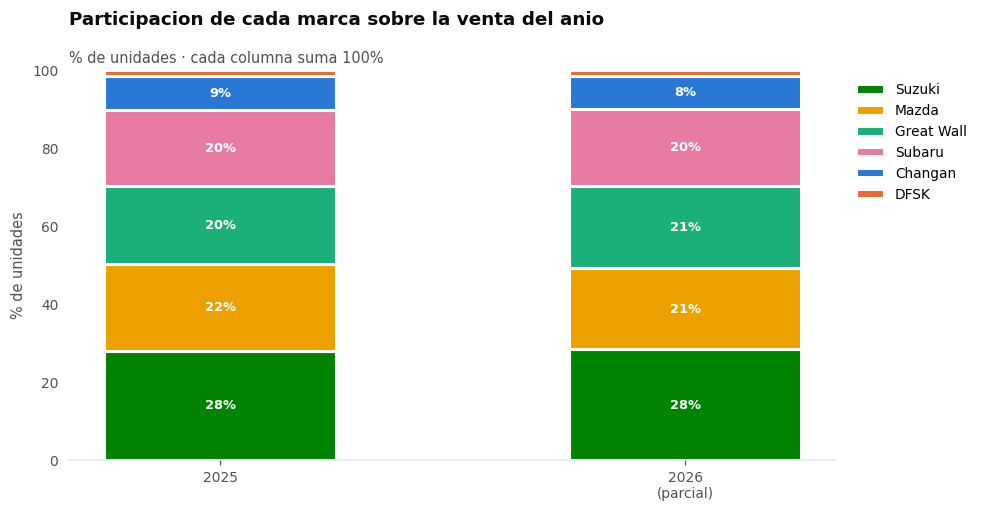 Participacion de cada marca sobre la venta del anio
% de unidades · cada columna suma 100%
% de unidades
100
80
60
40
20
0
9%
20%
20%
22%
28%
8%
20%
21%
21%
28%
2025
2026
(parcial)
Suzuki
Mazda
Great Wall
Subaru
Changan
DFSK